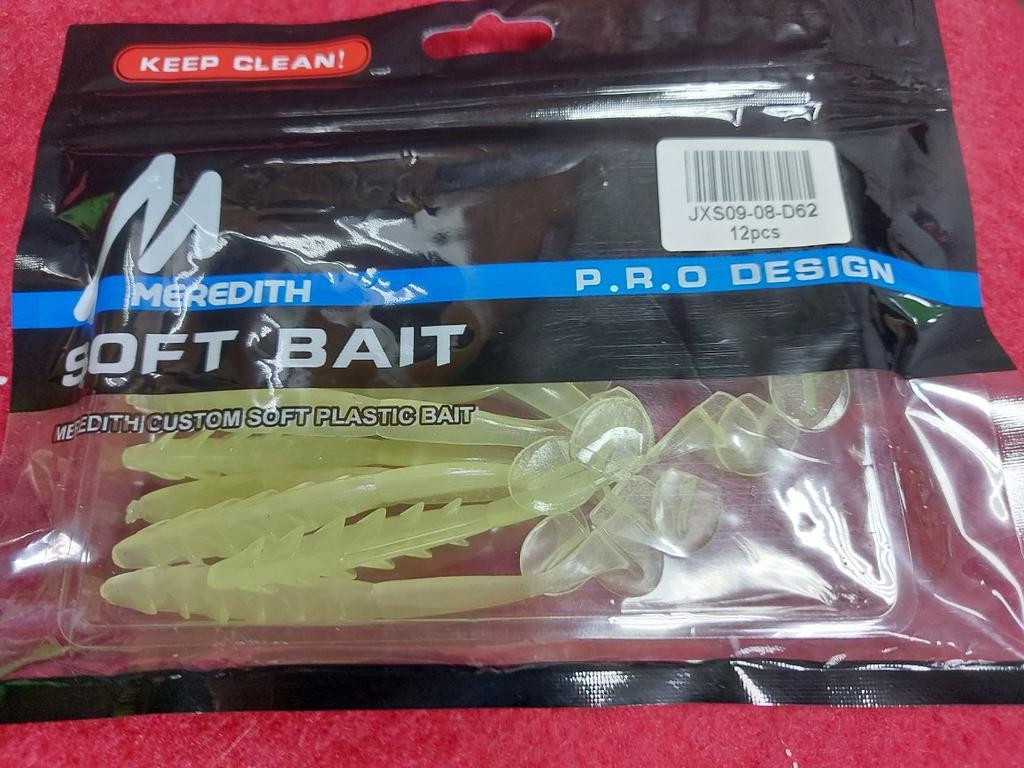 KEEP CLEAN!
JXS09-08-D62
12pcs
M
MEREDITH
P.R.O DESIGN
SOFT BAIT
MEREDITH CUSTOM SOFT PLASTIC BAIT